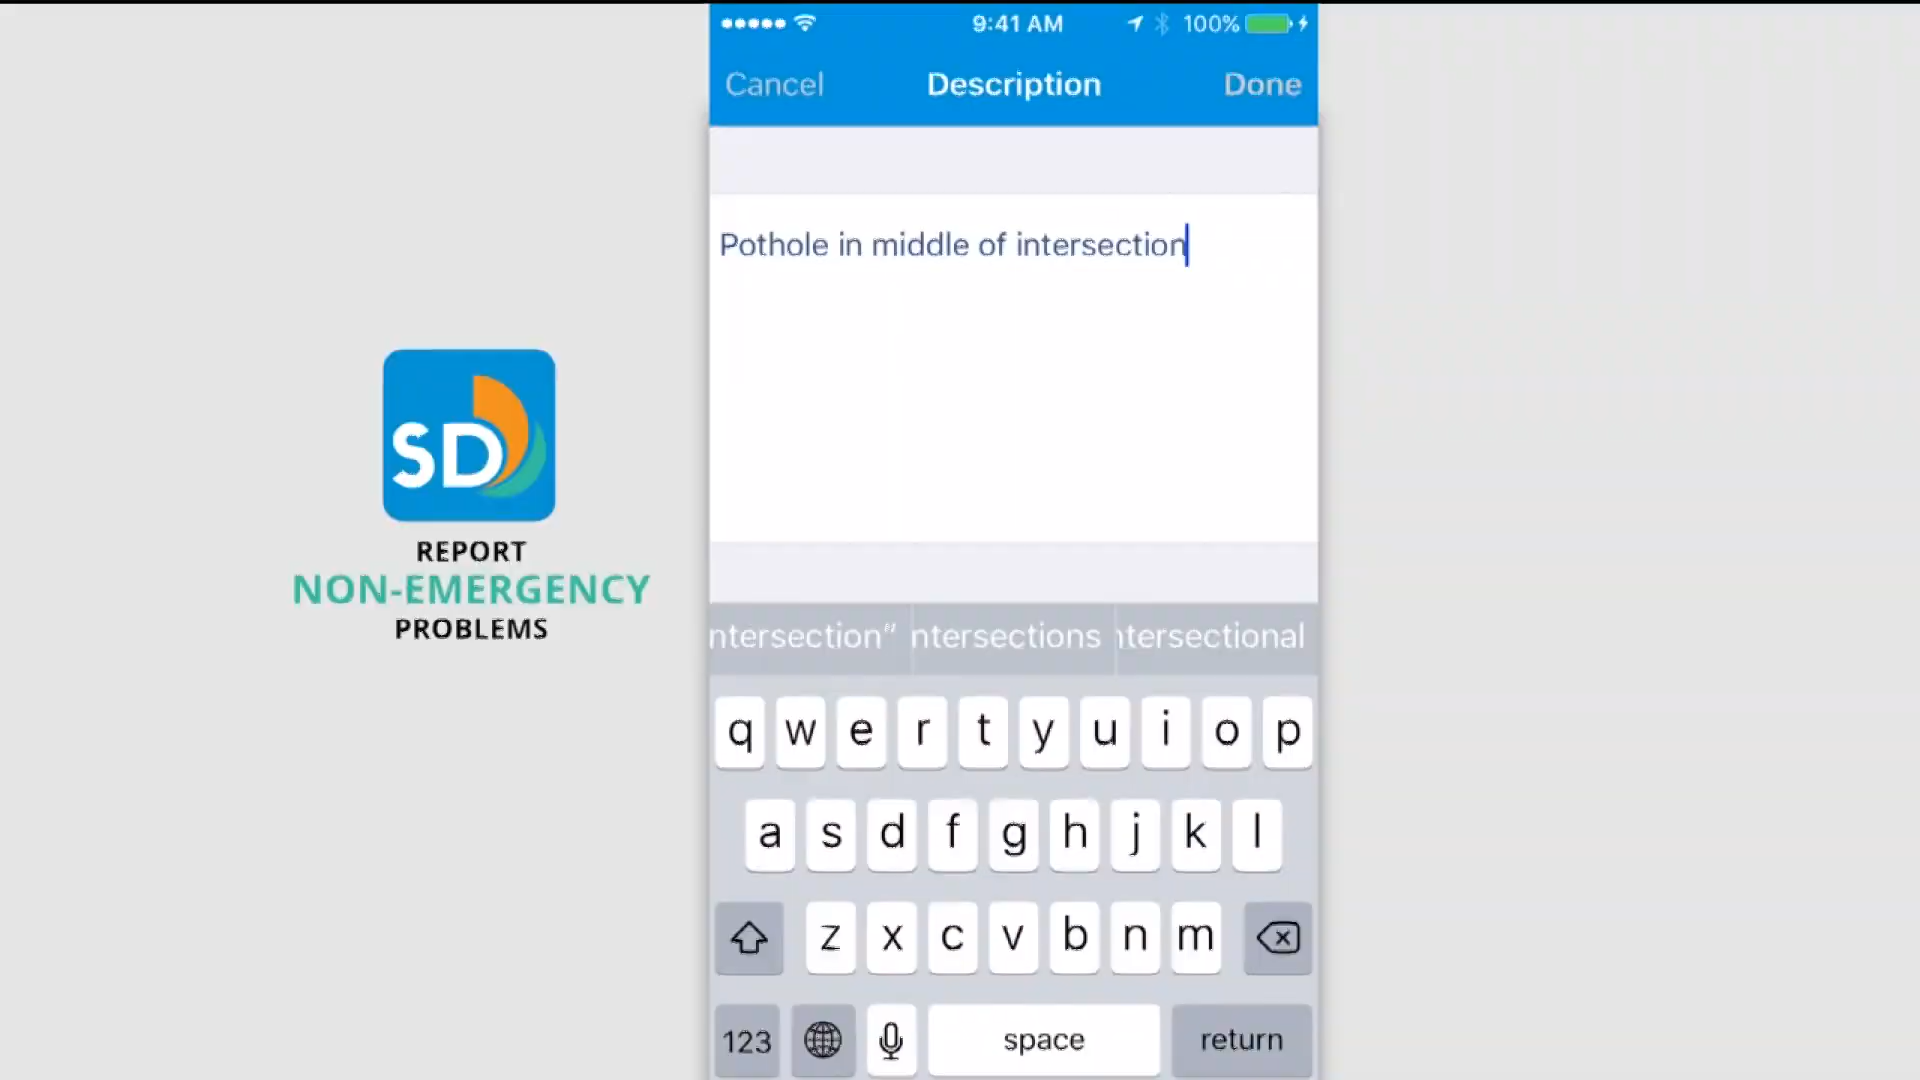 9:41 AM 100%
Cancel Description Done
Pothole in middle of intersection
SD
REPORT
NON-EMERGENCY
PROBLEMS
ntersection" ntersections tersectional
q w e r t y u i o p
a s d f g h j k l
z x c v b n m
123 space return